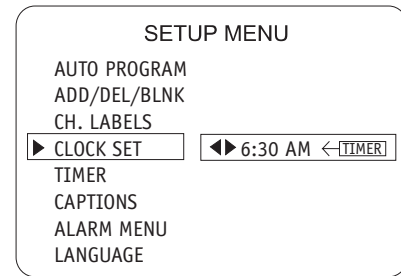 SETUP MENU
AUTO PROGRAM
ADD/DEL/BLNK
CH. LABELS
CLOCK SET 6:30 AM TIMER
TIMER
CAPTIONS
ALARM MENU
LANGUAGE